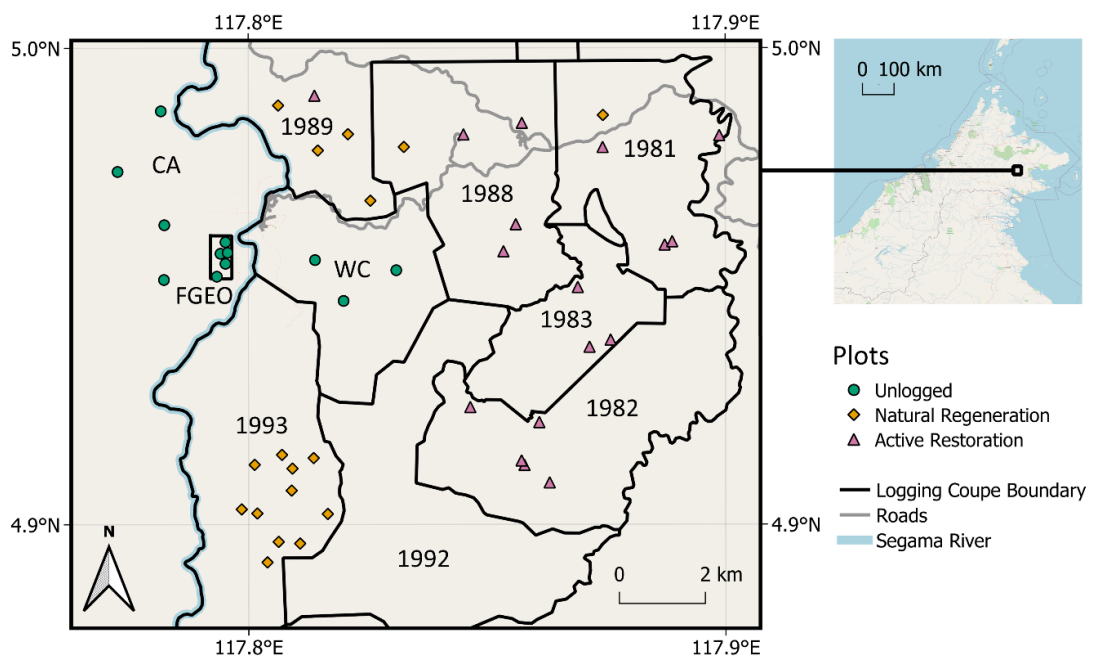 117.8°E
117.9°E
5.0°N
5.0°N
0 100 km
1989
1981
CA
1988
WC
FGEO
1983
1982
1993
4.9°N
4.9°N
1992
N
0 2 km
117.8°E
117.9°E
Plots
Unlogged
Natural Regeneration
Active Restoration
Logging Coupe Boundary
Roads
Segama River